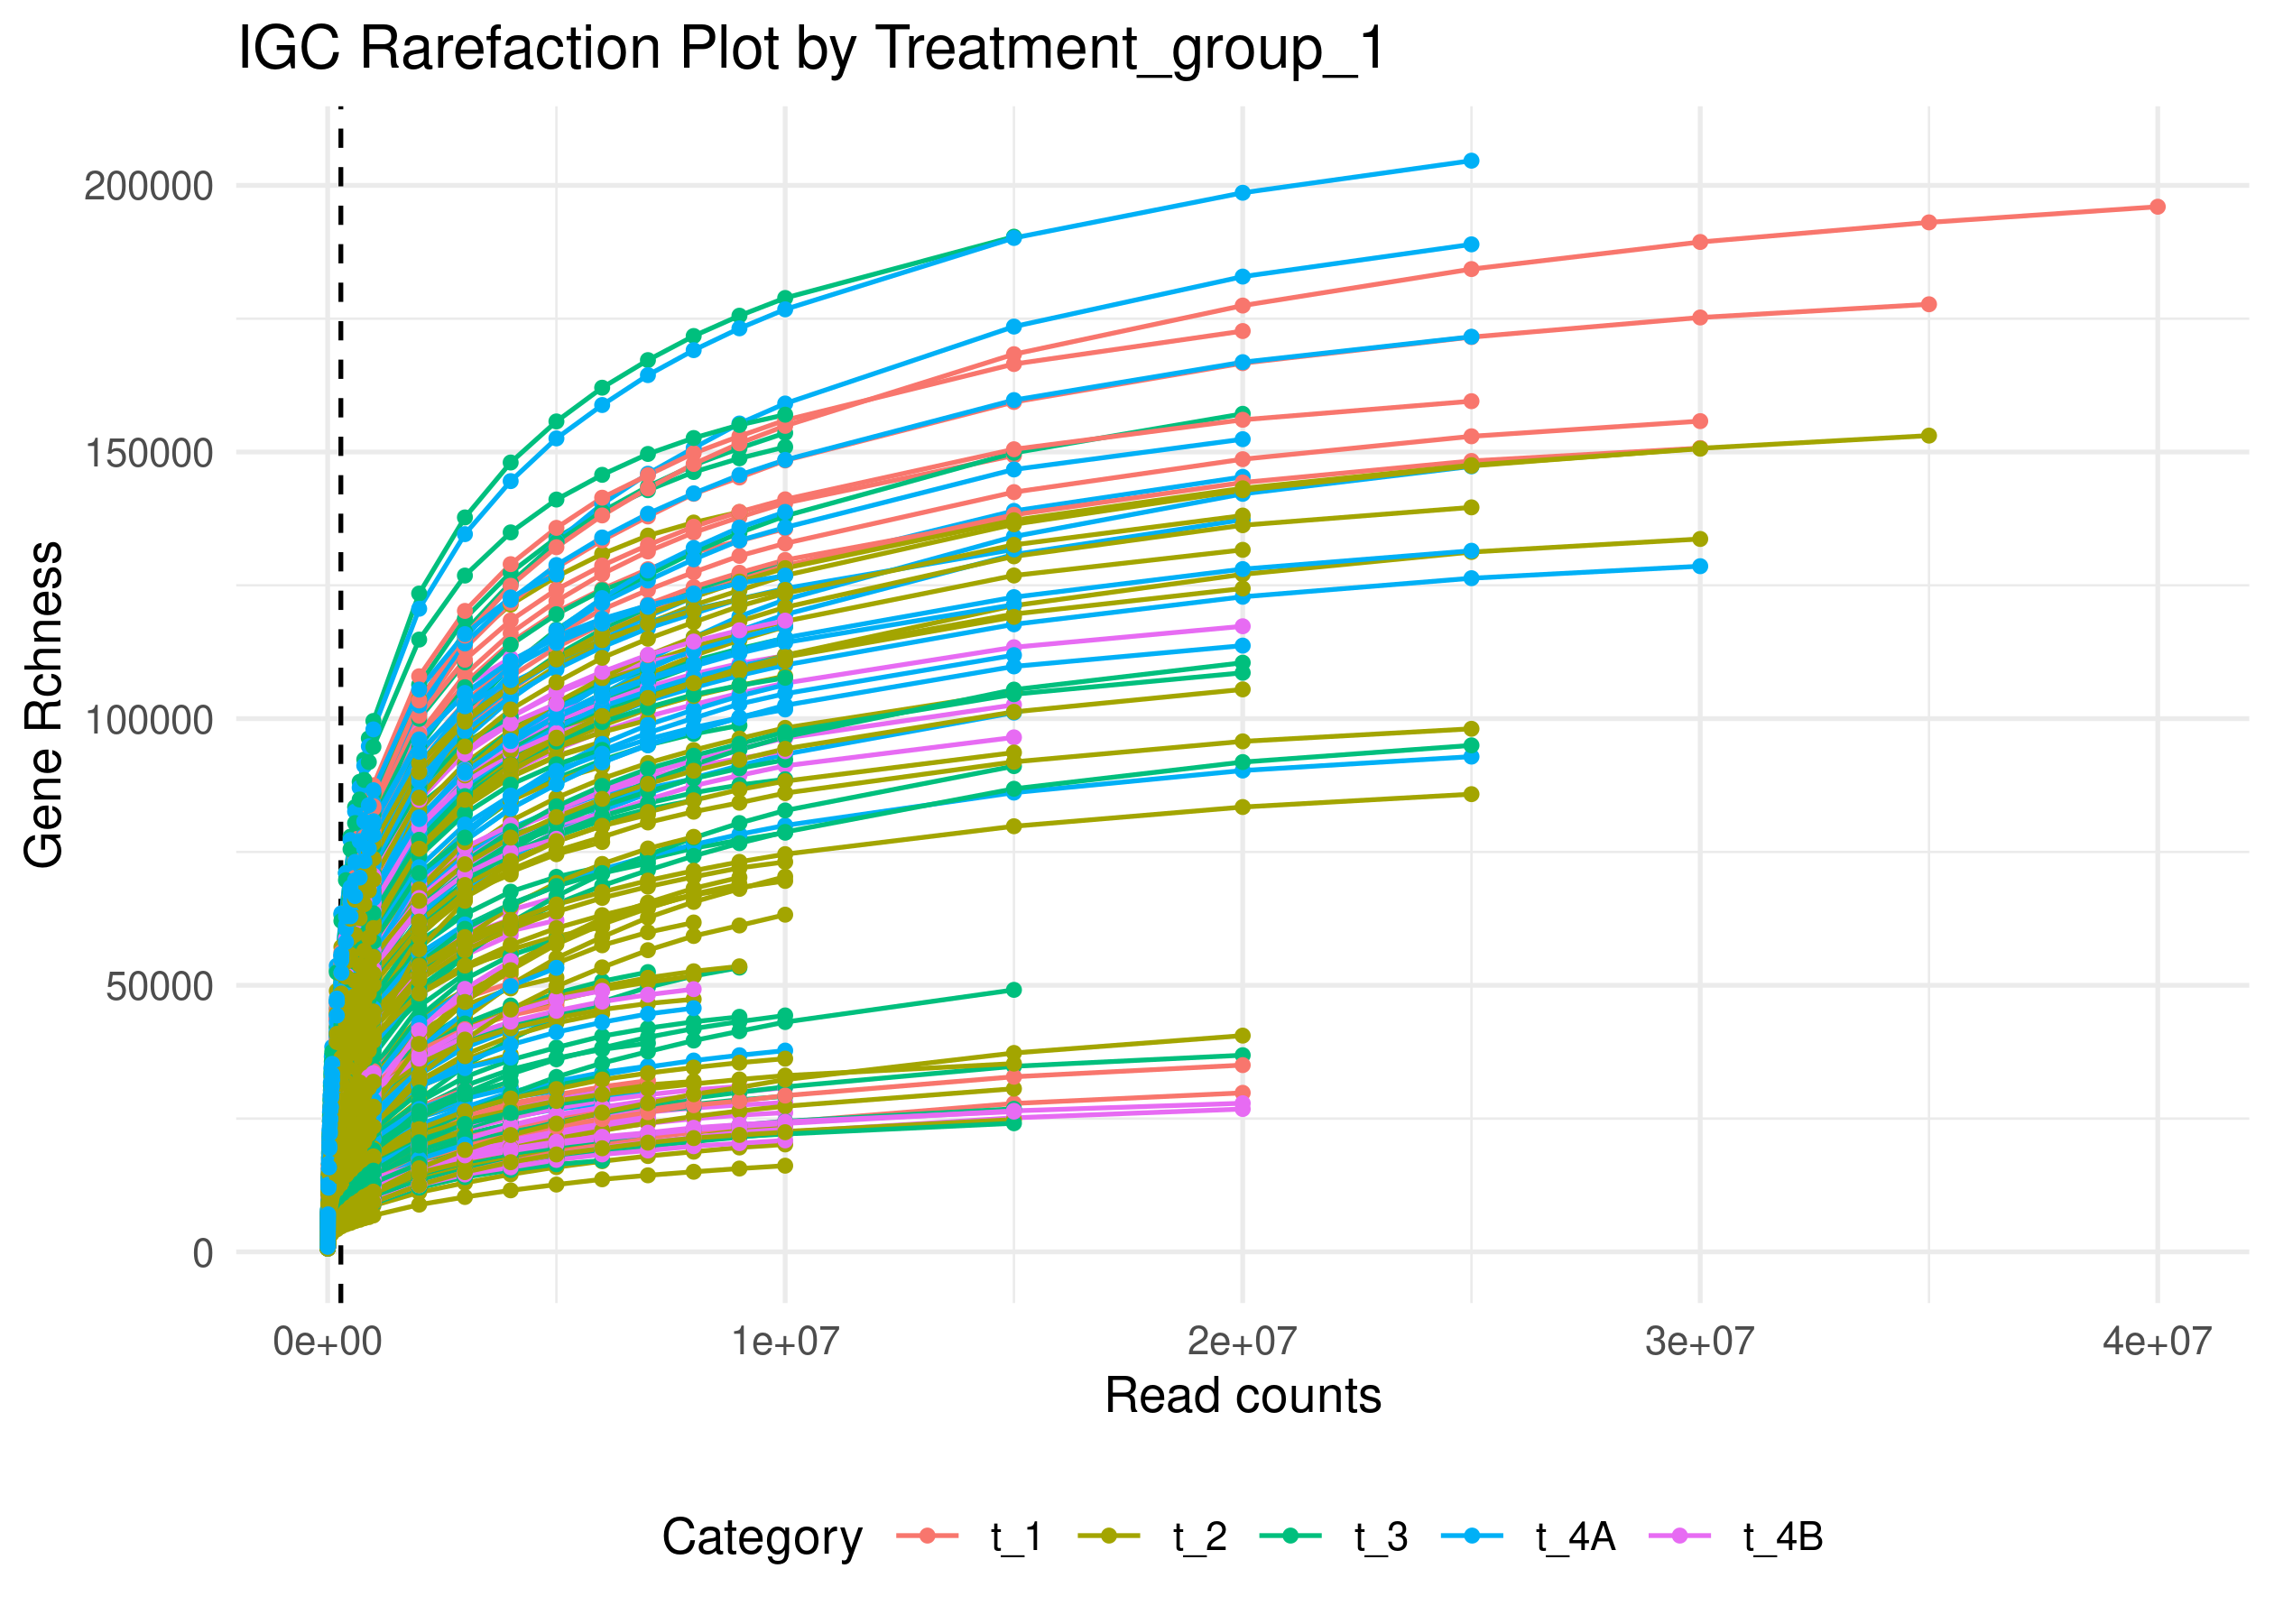 IGC Rarefaction Plot by Treatment_group_1
Gene Rchness
200000
150000
100000
50000
0
0e+00 1e+07 2e+07 3e+07 4e+07
Read counts
Category t_1 t_2 t_3 t_4A t_4B